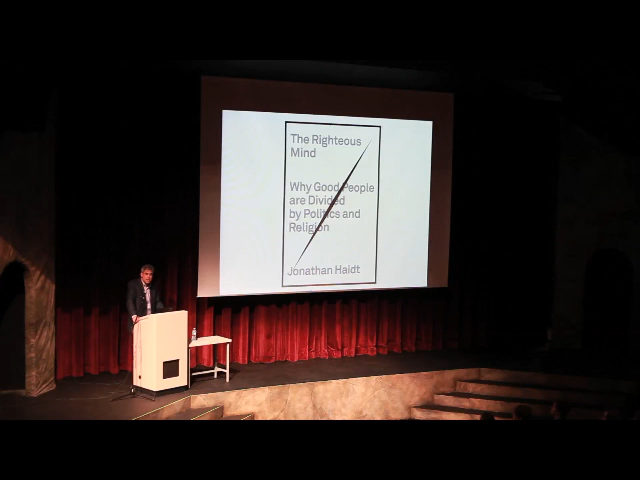 The Righteous
Mind
Why Good People
are Divided
by Politics and
Religion
Jonathan Haidt